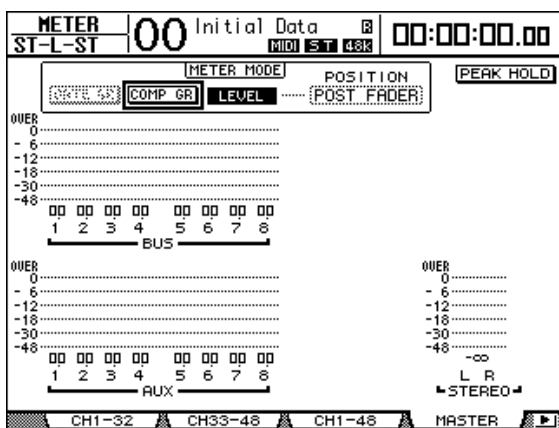 METER
ST-L-ST
00 Initial Data R
MIDI ST 48K
00:00:00.00
METER MODE
GATE GR COMP GR LEVEL POSITION POST FADER
PEAK HOLD
OVER
0
-6
-12
-18
-30
-48
00 00 00 00 00 00 00 00
1 2 3 4 5 6 7 8
BUS
OVER
0
-6
-12
-18
-30
-48
00 00 00 00 00 00 00 00
1 2 3 4 5 6 7 8
AUX
OVER
0
-6
-12
-18
-30
-48
-∞
L R
STEREO
CH1-32 CH33-48 CH1-48 MASTER